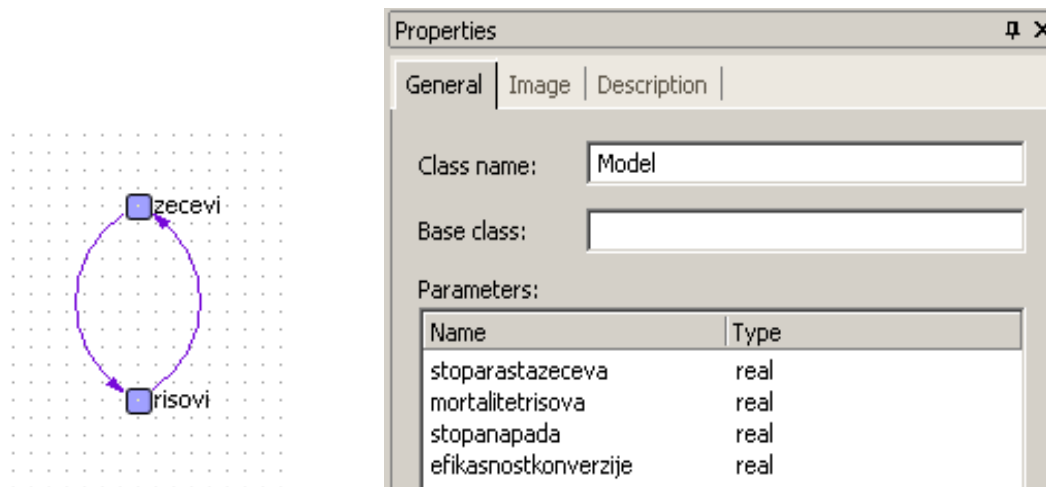 zecevi
risovi
Properties
General Image Description
Class name: Model
Base class:
Parameters:
Name Type
stoparastazeceva real
mortalitetrisova real
stopanapada real
efikasnostkonverzije real